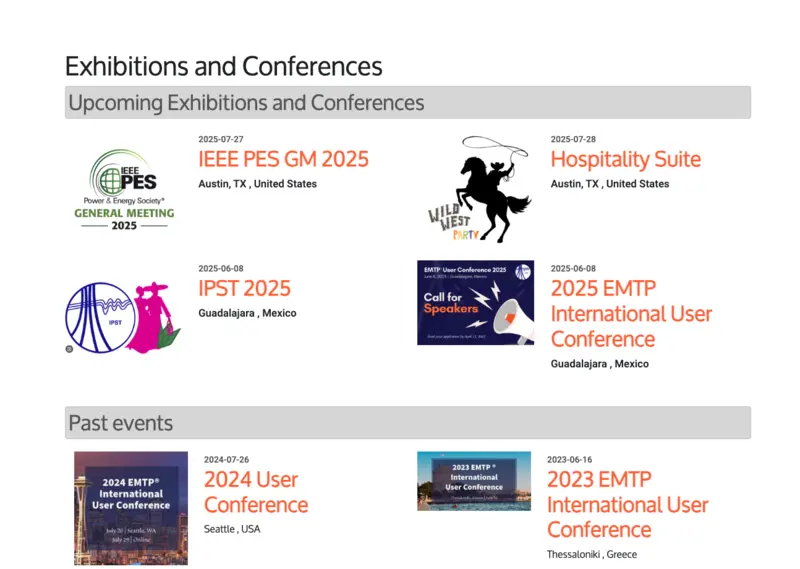 Exhibitions and Conferences
Upcoming Exhibitions and Conferences
IEEE
PES
Power & Energy Society®
GENERAL MEETING
2025
2025-07-27
IEEE PES GM 2025
Austin, TX , United States
WILD
WEST
PARTY
2025-07-28
Hospitality Suite
Austin, TX , United States
IPST
2025-06-08
IPST 2025
Guadalajara , Mexico
EMTP® User Conference 2025
Call for
Speakers
2025-06-08
2025 EMTP
International User
Conference
Guadalajara , Mexico
Past events
2024 EMTP®
International
User Conference
July 26 | Seattle, WA
July 29 | Online
2024-07-26
2024 User
Conference
Seattle , USA
2023 EMTP ®
International
User Conference
2023-06-16
2023 EMTP
International User
Conference
Thessaloniki , Greece